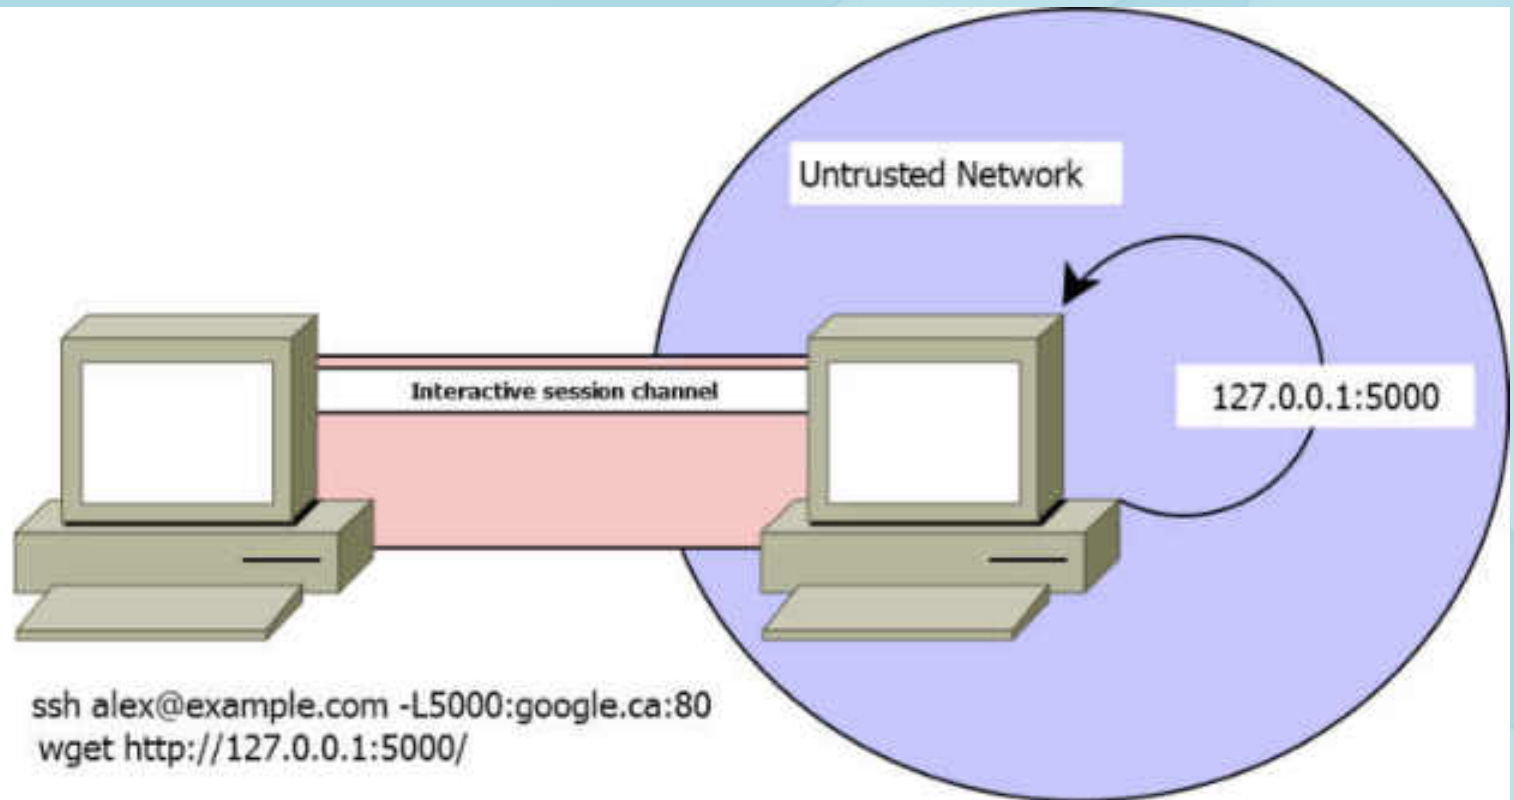 Untrusted Network
Interactive session channel
127.0.0.1:5000
ssh alex@example.com -L5000:google.ca:80
wget http://127.0.0.1:5000/